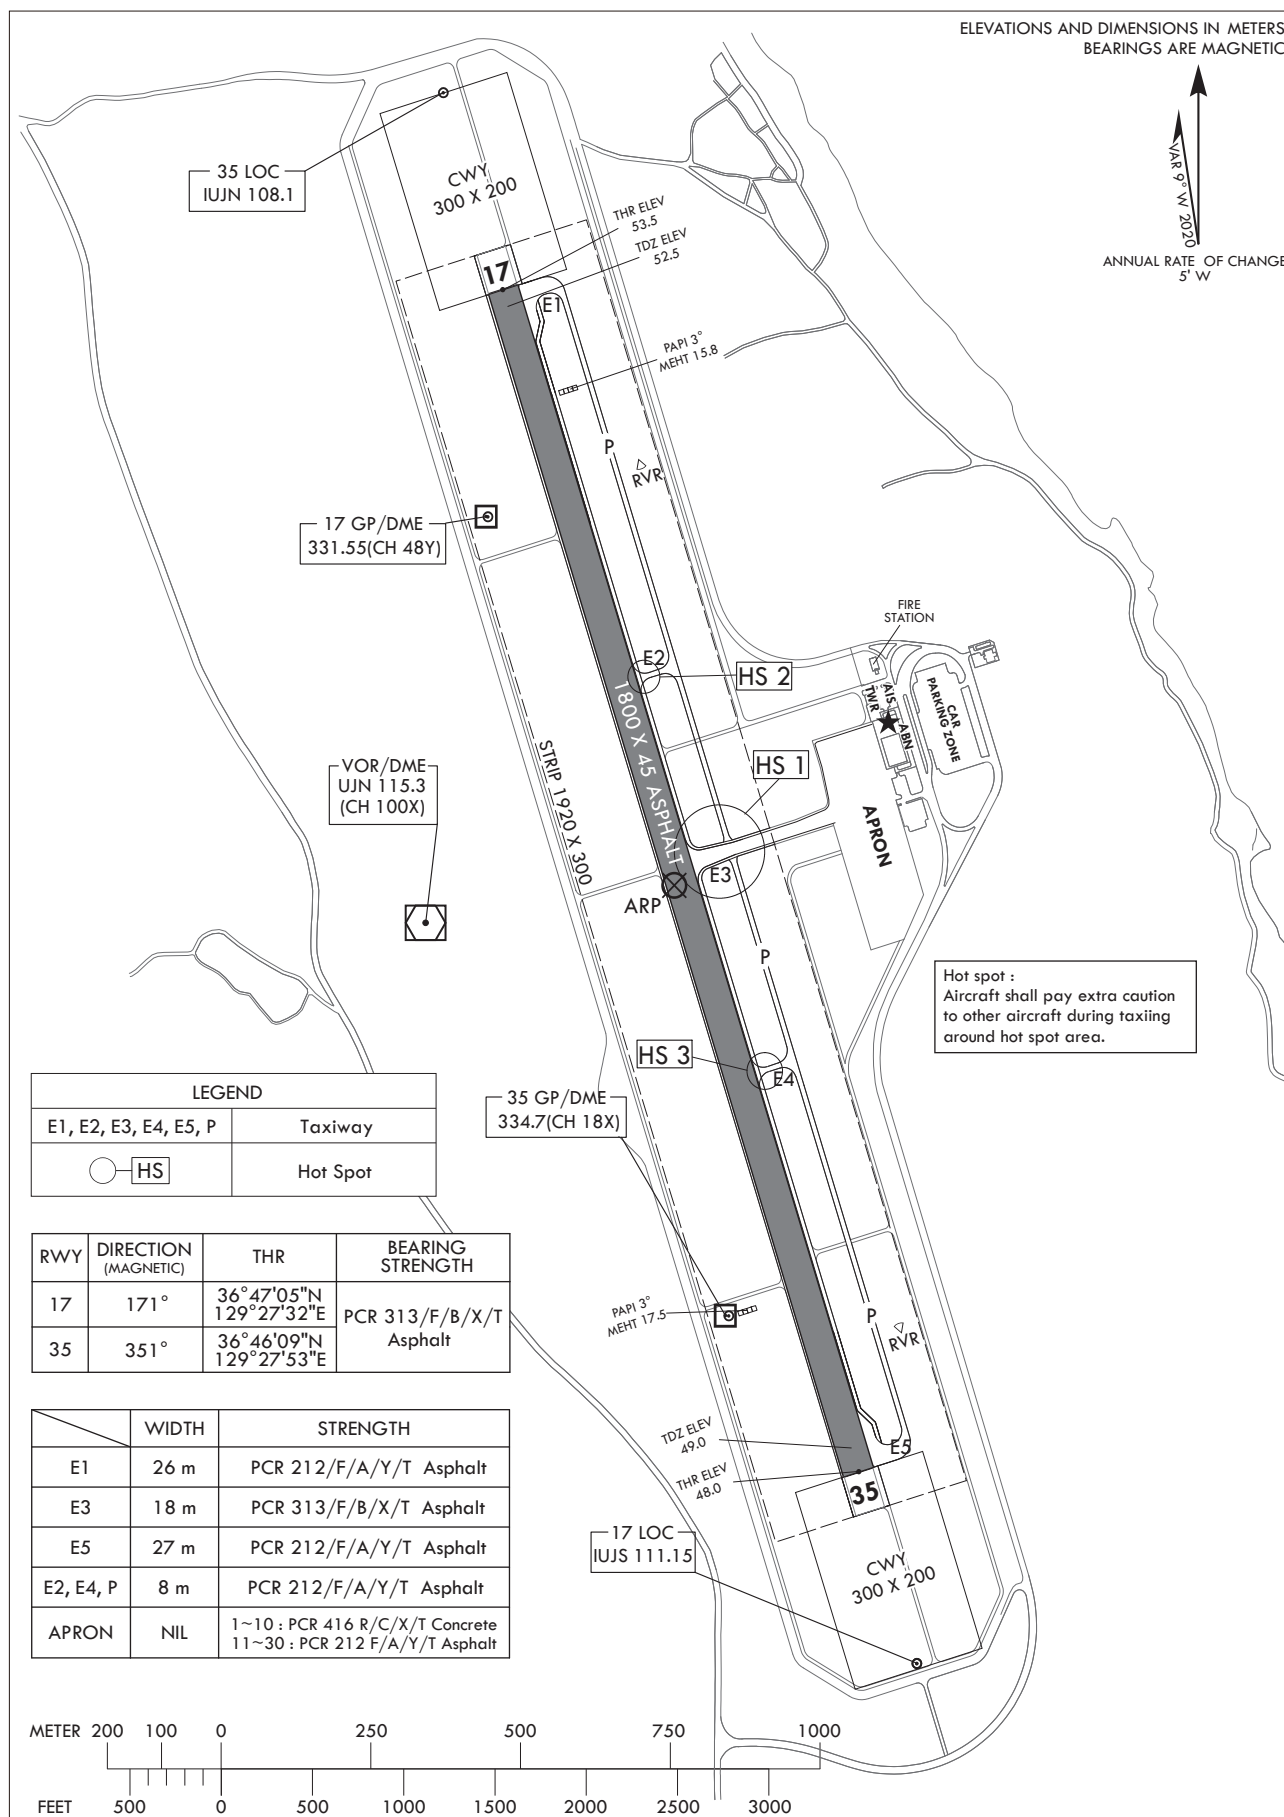 ELEVATIONS AND DIMENSIONS IN METERS
BEARINGS ARE MAGNETIC
VAR 9° W 2020
ANNUAL RATE OF CHANGE
5' W
35 LOC
IUJN 108.1
CWY
300 X 200
THR ELEV
53.5
TDZ ELEV
52.5
17
E1
PAPI 3°
MEHT 15.8
P
RVR
17 GP/DME
331.55(CH 48Y)
FIRE
STATION
E2
HS 2
AIS
TWR
ABN
CAR
PARKING ZONE
1800 X 45 ASPHALT
STRIP 1920 X 300
VOR/DME
UJN 115.3
(CH 100X)
HS 1
APRON
E3
ARP
P
Hot spot :
Aircraft shall pay extra caution
to other aircraft during taxiing
around hot spot area.
HS 3
E4
35 GP/DME
334.7(CH 18X)
LEGEND
E1, E2, E3, E4, E5, P Taxiway
HS Hot Spot
RWY DIRECTION (MAGNETIC) THR BEARING STRENGTH
17 171° 36°47'05"N 129°27'32"E PCR 313/F/B/X/T Asphalt
35 351° 36°46'09"N 129°27'53"E
PAPI 3°
MEHT 17.5
P
RVR
WIDTH STRENGTH
E1 26 m PCR 212/F/A/Y/T Asphalt
E3 18 m PCR 313/F/B/X/T Asphalt
E5 27 m PCR 212/F/A/Y/T Asphalt
E2, E4, P 8 m PCR 212/F/A/Y/T Asphalt
APRON NIL 1~10 : PCR 416 R/C/X/T Concrete
11~30 : PCR 212 F/A/Y/T Asphalt
TDZ ELEV
49.0
E5
THR ELEV
48.0
35
17 LOC
IUJS 111.15
CWY
300 X 200
METER 200 100 0 250 500 750 1000
FEET 500 0 500 1000 1500 2000 2500 3000